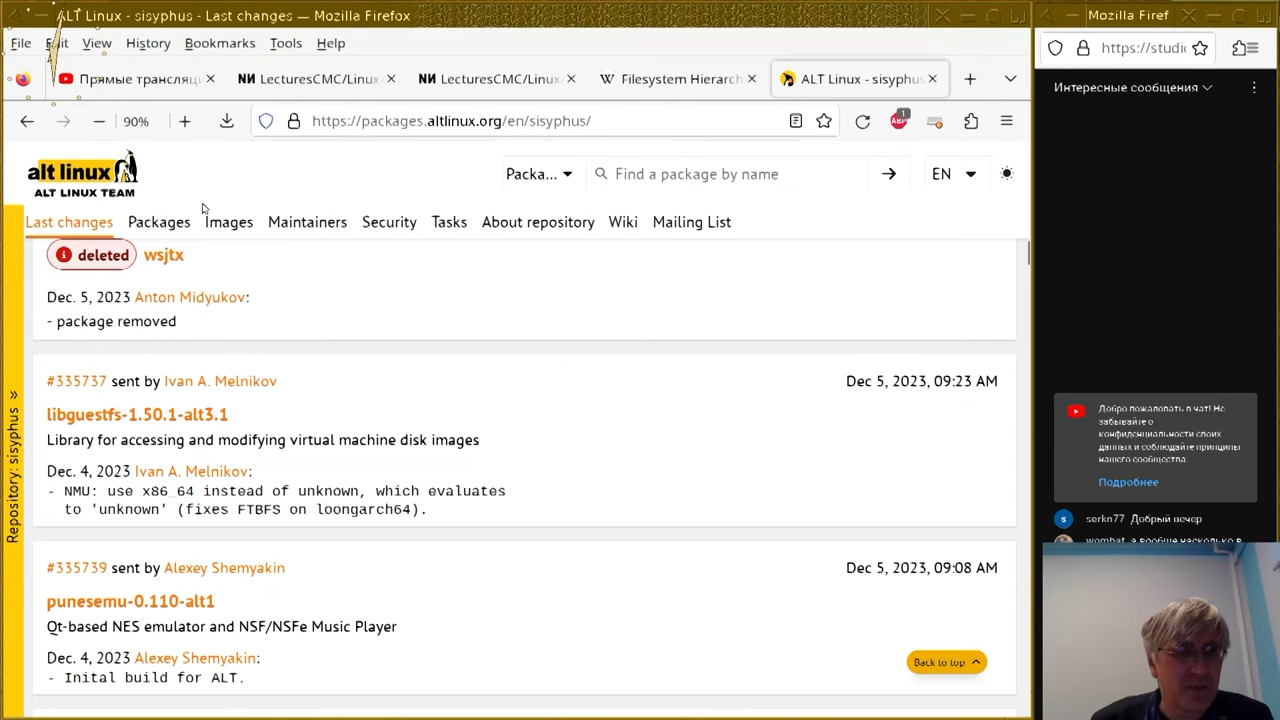 ALT Linux - sisyphus - Last changes — Mozilla Firefox
Mozilla Firef
File Edit View History Bookmarks Tools Help
Прямые трансляц
LecturesCMC/Linux
LecturesCMC/Linux
Filesystem Hierarch
ALT Linux - sisyphus
90%
https://packages.altlinux.org/en/sisyphus/
1
https://studi
Интересные сообщения
alt linux
ALT LINUX TEAM
Packa...
Find a package by name
EN
Last changes Packages Images Maintainers Security Tasks About repository Wiki Mailing List
Repository: sisyphus »
deleted wsjtx
Dec. 5, 2023 Anton Midyukov:
- package removed
#335737 sent by Ivan A. Melnikov
Dec 5, 2023, 09:23 AM
libguestfs-1.50.1-alt3.1
Library for accessing and modifying virtual machine disk images
Dec. 4, 2023 Ivan A. Melnikov:
- NMU: use x86_64 instead of unknown, which evaluates
to 'unknown' (fixes FTBFS on loongarch64).
#335739 sent by Alexey Shemyakin
Dec 5, 2023, 09:08 AM
punesemu-0.110-alt1
Qt-based NES emulator and NSF/NSFe Music Player
Dec. 4, 2023 Alexey Shemyakin:
- Inital build for ALT.
Back to top
Добро пожаловать в чат! Не
забывайте о
конфиденциальности своих
данных и соблюдайте принципы
нашего сообщества.
Подробнее
serkn77 Добрый вечер
wombat а вообще насколько в